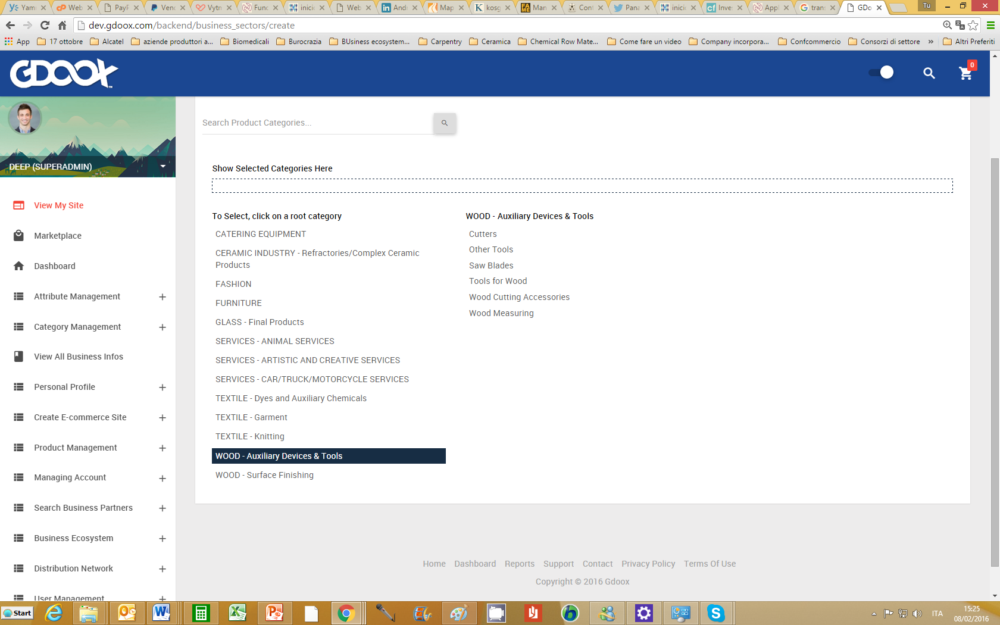 Yam
Web
PayF
Venc
Vytn
Func
inici
Web
in And
Map
K kosg
FAME Man
Cont
Pana
inici
cf Inve
Appl
G tran
GDo
Tu
dev.gdoox.com/backend/business_sectors/create
App
17 ottobre
Alcatel
aziende produttori a...
Biomedicali
Burocrazia
BUsiness ecosystem...
Carpentry
Ceramica
Chemical Row Mate...
Come fare un video
Company incorpora...
Confcommercio
Consorzi di settore
»
Altri Preferiti
GDOOX™
0
DEEP (SUPERADMIN)
View My Site
Marketplace
Dashboard
Attribute Management +
Category Management +
View All Business Infos
Personal Profile +
Create E-commerce Site +
Product Management +
Managing Account +
Search Business Partners +
Business Ecosystem +
Distribution Network +
User Management +
Search Product Categories...
Show Selected Categories Here
To Select, click on a root category
CATERING EQUIPMENT
CERAMIC INDUSTRY - Refractories/Complex Ceramic
Products
FASHION
FURNITURE
GLASS - Final Products
SERVICES - ANIMAL SERVICES
SERVICES - ARTISTIC AND CREATIVE SERVICES
SERVICES - CAR/TRUCK/MOTORCYCLE SERVICES
TEXTILE - Dyes and Auxiliary Chemicals
TEXTILE - Garment
TEXTILE - Knitting
WOOD - Auxiliary Devices & Tools
WOOD - Surface Finishing
WOOD - Auxiliary Devices & Tools
Cutters
Other Tools
Saw Blades
Tools for Wood
Wood Cutting Accessories
Wood Measuring
Home Dashboard Reports Support Contact Privacy Policy Terms Of Use
Copyright © 2016 Gdoox
Start
ITA
15:25
08/02/2016